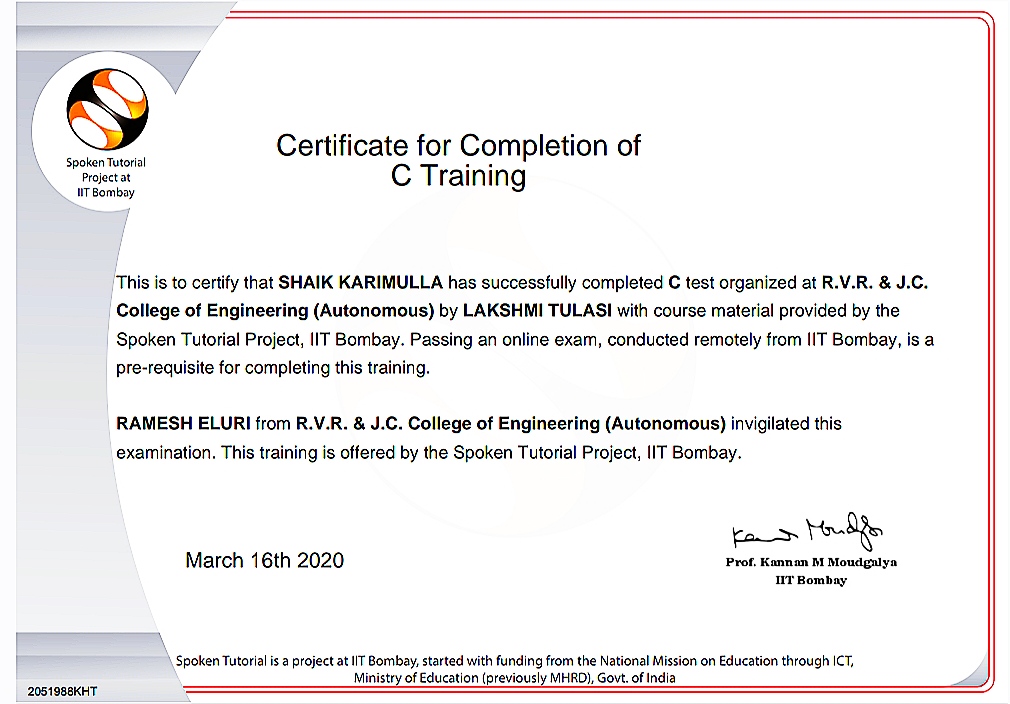 Spoken Tutorial
Project at
IIT Bombay
Certificate for Completion of
C Training
This is to certify that SHAIK KARIMULLA has successfully completed C test organized at R.V.R. & J.C.
College of Engineering (Autonomous) by LAKSHMI TULASI with course material provided by the
Spoken Tutorial Project, IIT Bombay. Passing an online exam, conducted remotely from IIT Bombay, is a
pre-requisite for completing this training.
RAMESH ELURI from R.V.R. & J.C. College of Engineering (Autonomous) invigilated this
examination. This training is offered by the Spoken Tutorial Project, IIT Bombay.
March 16th 2020
Prof. Kannan M Moudgalya
IIT Bombay
Spoken Tutorial is a project at IIT Bombay, started with funding from the National Mission on Education through ICT,
Ministry of Education (previously MHRD), Govt. of India
2051988KHT